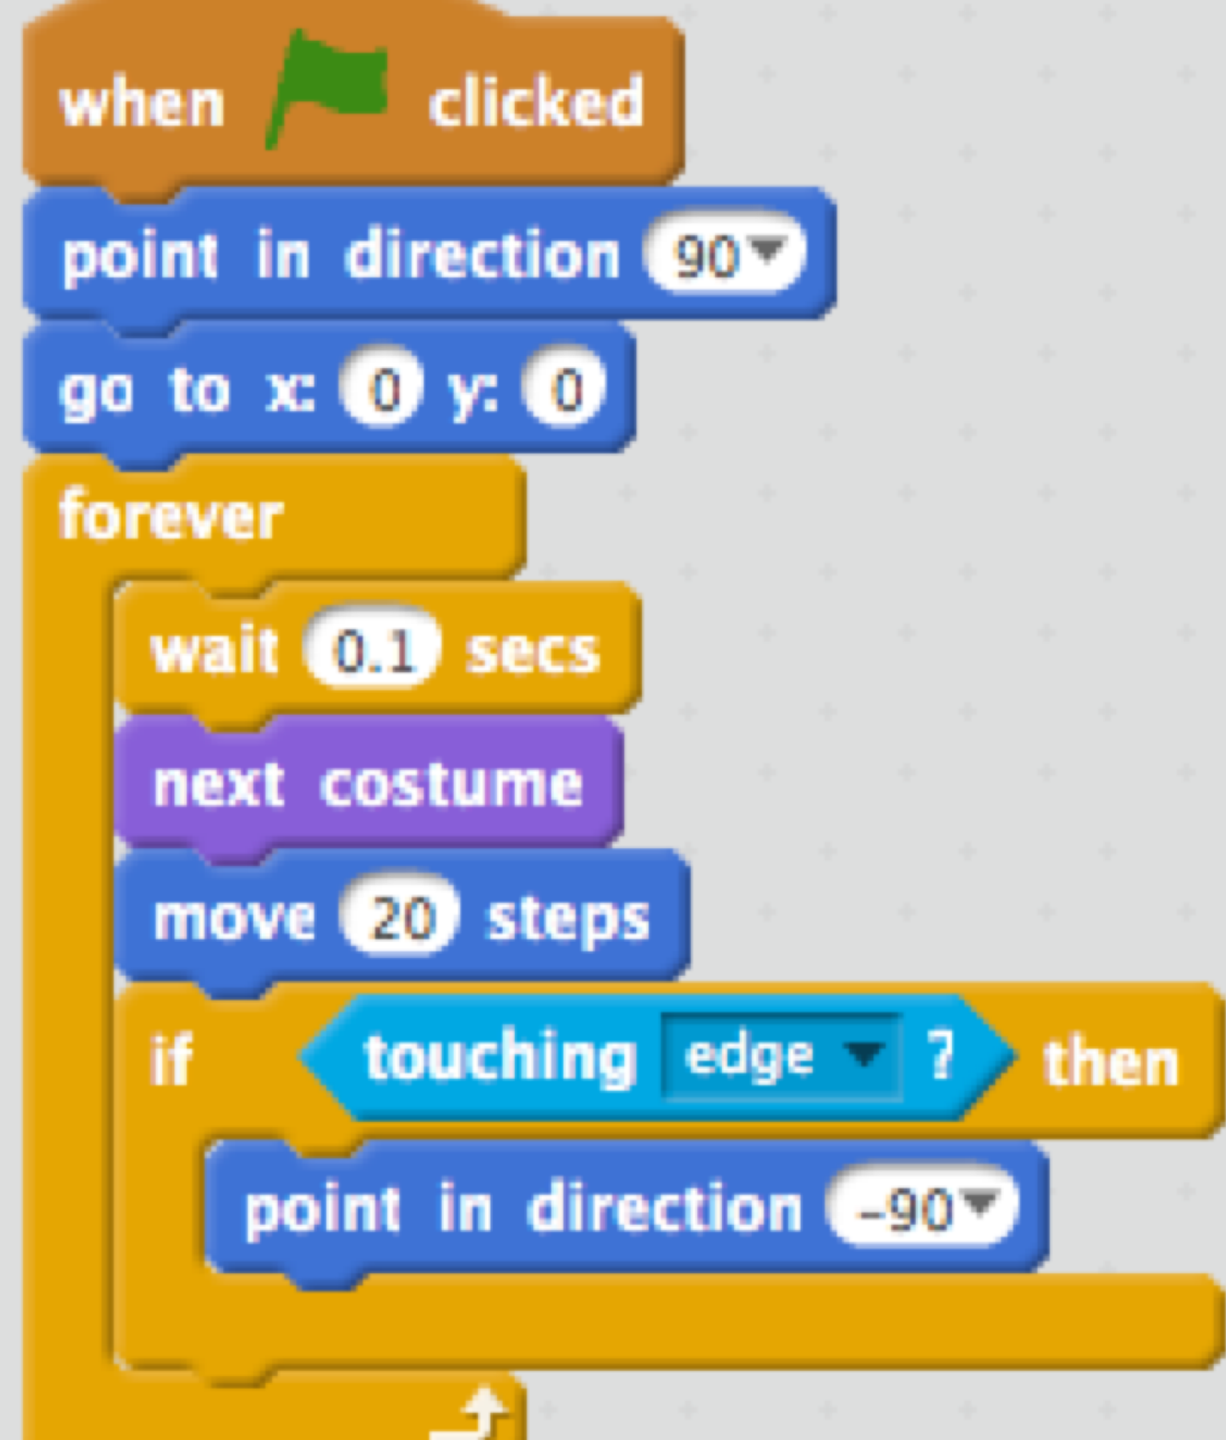 when clicked
point in direction 90
go to x: 0 y: 0
forever
wait 0.1 secs
next costume
move 20 steps
if touching edge ? then
point in direction -90